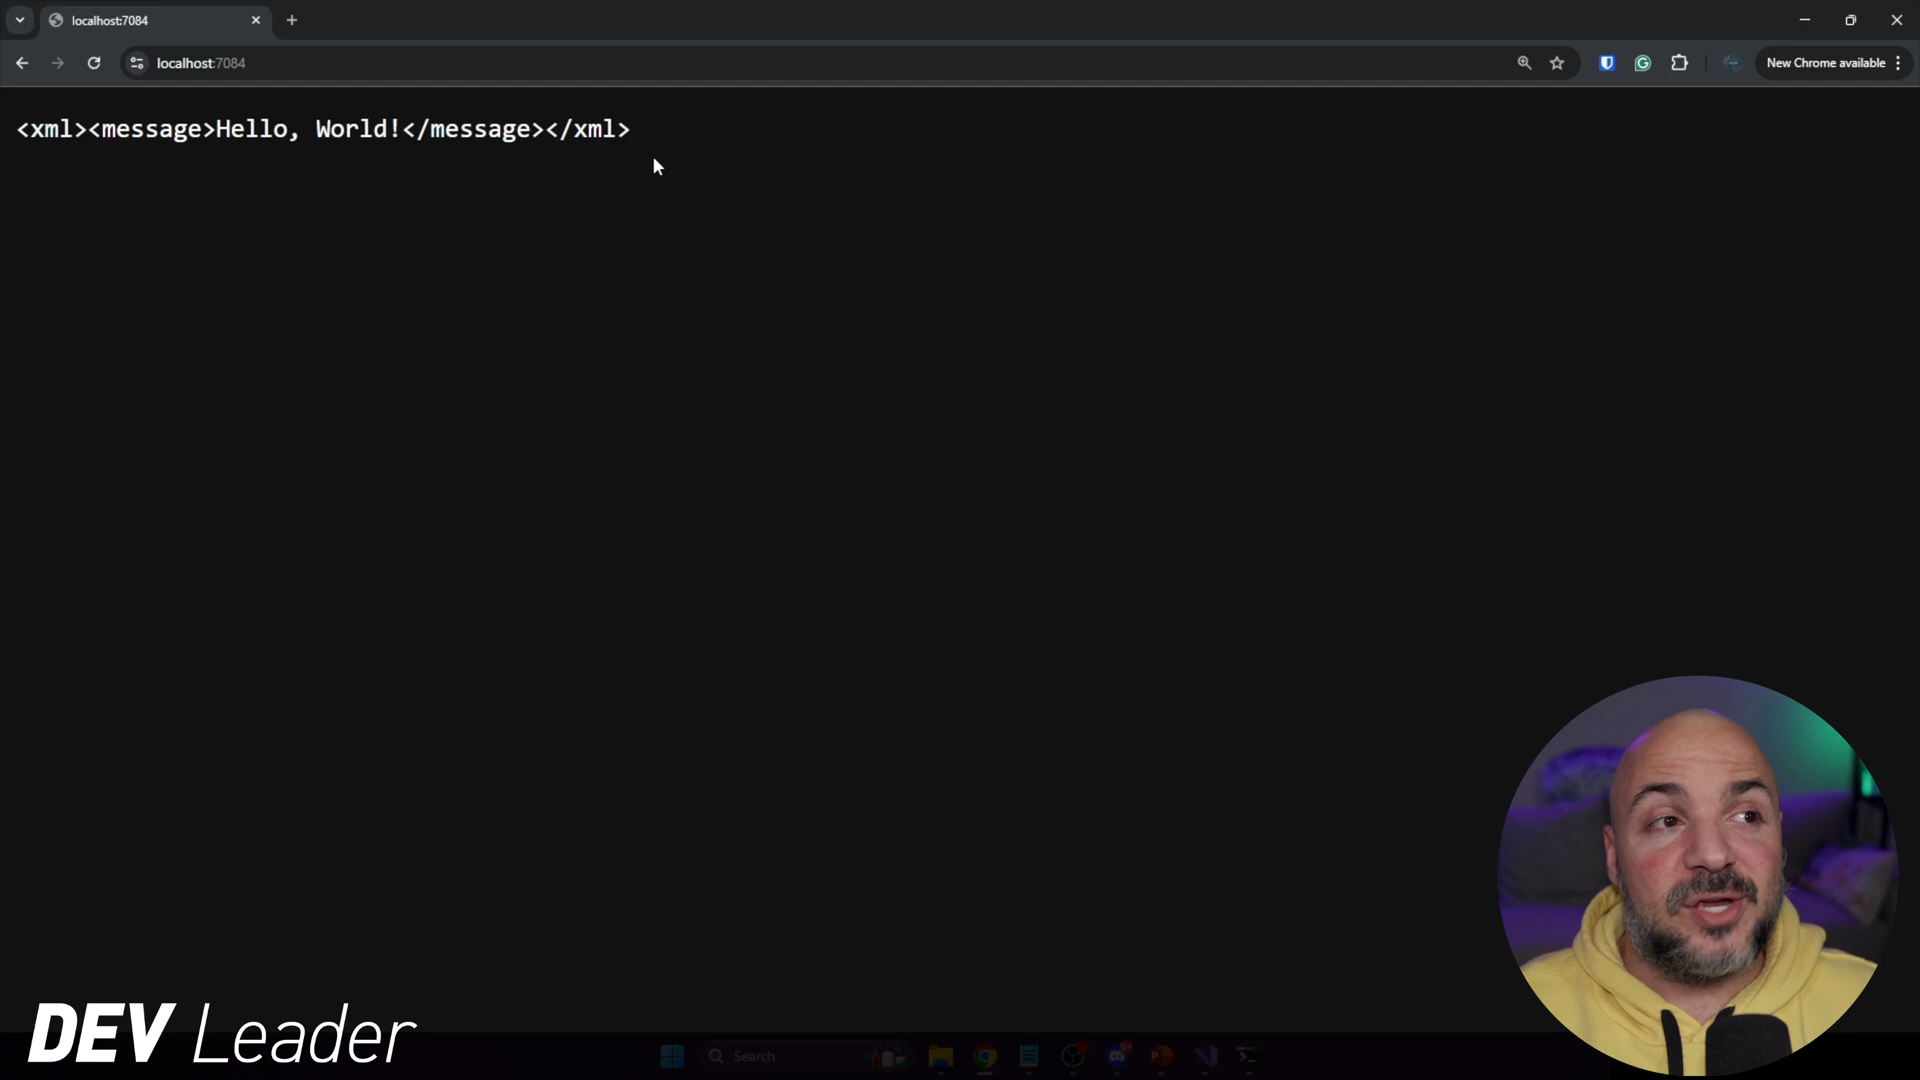 localhost:7084
localhost:7084
New Chrome available
<xml><message>Hello, World!</message></xml>
DEV Leader
Search